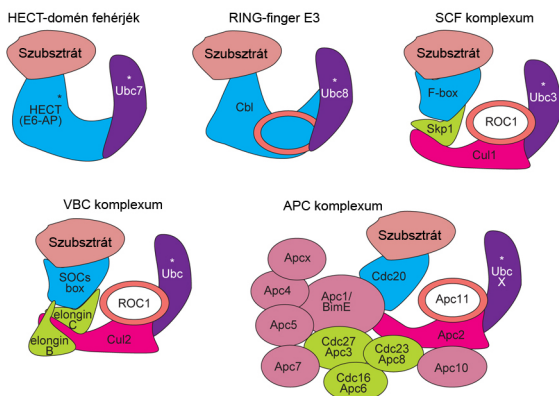 HECT-domén fehérjék
Szubsztrát
*
Ubc7
*
HECT
(E6-AP)
RING-finger E3
Szubsztrát
*
Ubc8
Cbl
SCF komplexum
Szubsztrát
F-box
*
Ubc3
Skp1
ROC1
Cul1
VBC komplexum
Szubsztrát
SOCs
box
*
Ubc
ROC1
elongin
C
elongin
B
Cul2
APC komplexum
Szubsztrát
Apcx
Cdc20
*
Ubc
X
Apc4
Apc1/
BimE
Apc11
Apc5
Apc2
Cdc27
Apc3
Cdc23
Apc8
Apc7
Apc10
Cdc16
Apc6